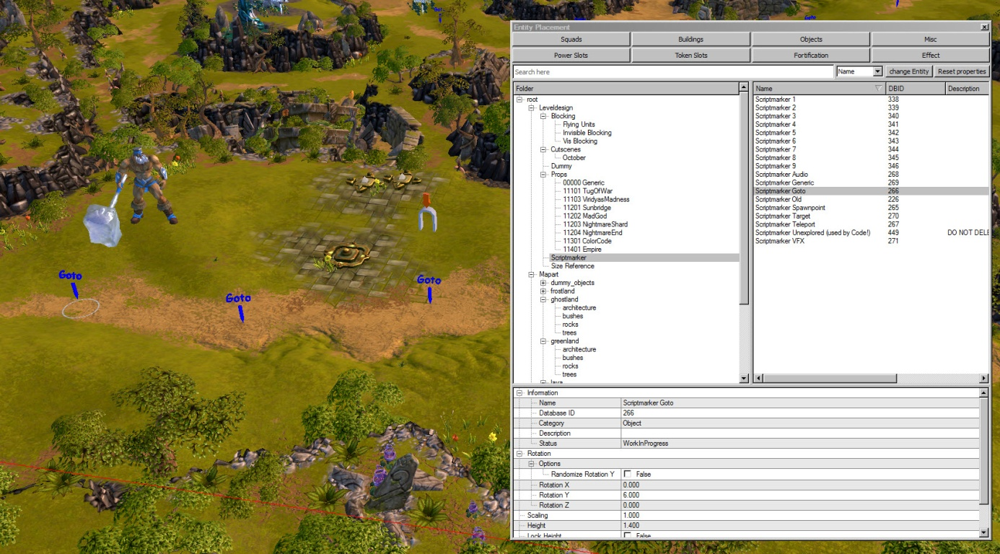 Goto
Goto
Goto
Goto
Goto
Entity Placement
Squads Buildings Objects Misc
Power Slots Token Slots Fortification Effect
Search here Name change Entity Reset properties
Folder
root
Leveldesign
Blocking
Flying Units
Invisible Blocking
Vis Blocking
Cutscenes
October
Dummy
Props
00000 Generic
11101 TugOfWar
11103 ViridyasMadness
11201 Sunbridge
11202 MadGod
11203 NightmareShard
11204 NightmareEnd
11301 ColorCode
11401 Empire
Scriptmarker
Size Reference
Mapart
dummy_objects
frostland
ghostland
architecture
bushes
rocks
trees
greenland
architecture
bushes
rocks
trees
lava
Name DBID Description
Scriptmarker 1 338
Scriptmarker 2 339
Scriptmarker 3 340
Scriptmarker 4 341
Scriptmarker 5 342
Scriptmarker 6 343
Scriptmarker 7 344
Scriptmarker 8 345
Scriptmarker 9 346
Scriptmarker Audio 268
Scriptmarker Generic 269
Scriptmarker Goto 266
Scriptmarker Old 226
Scriptmarker Spawnpoint 265
Scriptmarker Target 270
Scriptmarker Teleport 267
Scriptmarker Unexplored (used by Code!) 449 DO NOT DELE
Scriptmarker VFX 271
Information
Name Scriptmarker Goto
Database ID 266
Category Object
Description
Status WorkInProgress
Rotation
Options
Randomize Rotation Y False
Rotation X 0.000
Rotation Y 6.000
Rotation Z 0.000
Scaling 1.000
Height 1.400
Lock Height False